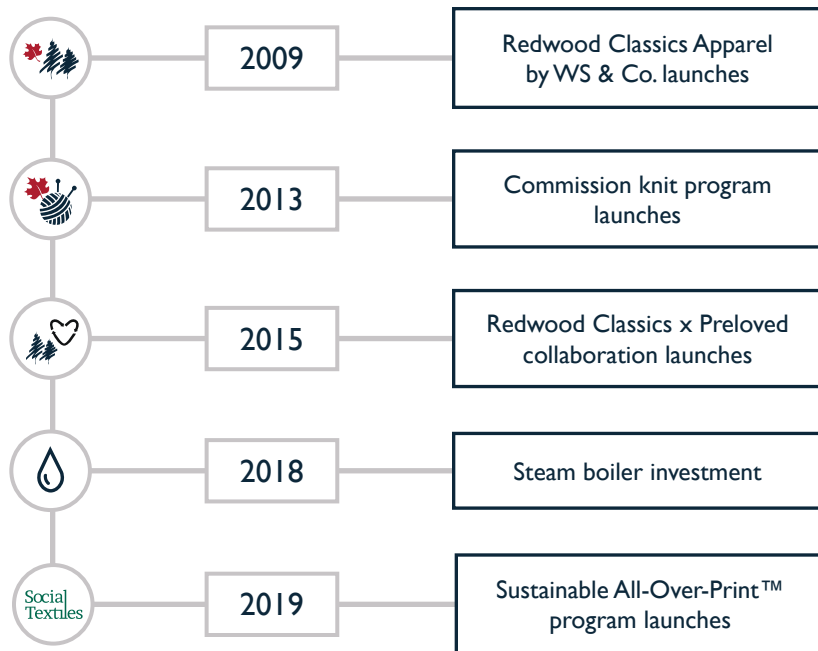 2009
Redwood Classics Apparel
by WS & Co. launches
2013
Commission knit program
launches
2015
Redwood Classics x Preloved
collaboration launches
2018
Steam boiler investment
Social
Textiles
2019
Sustainable All-Over-Print™
program launches